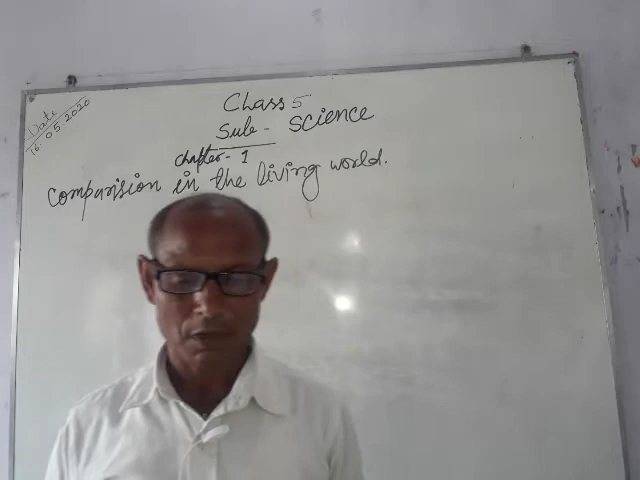 Date
16.05.2020
Class 5
Sub - Science
chapter - 1
comparision in the living world.